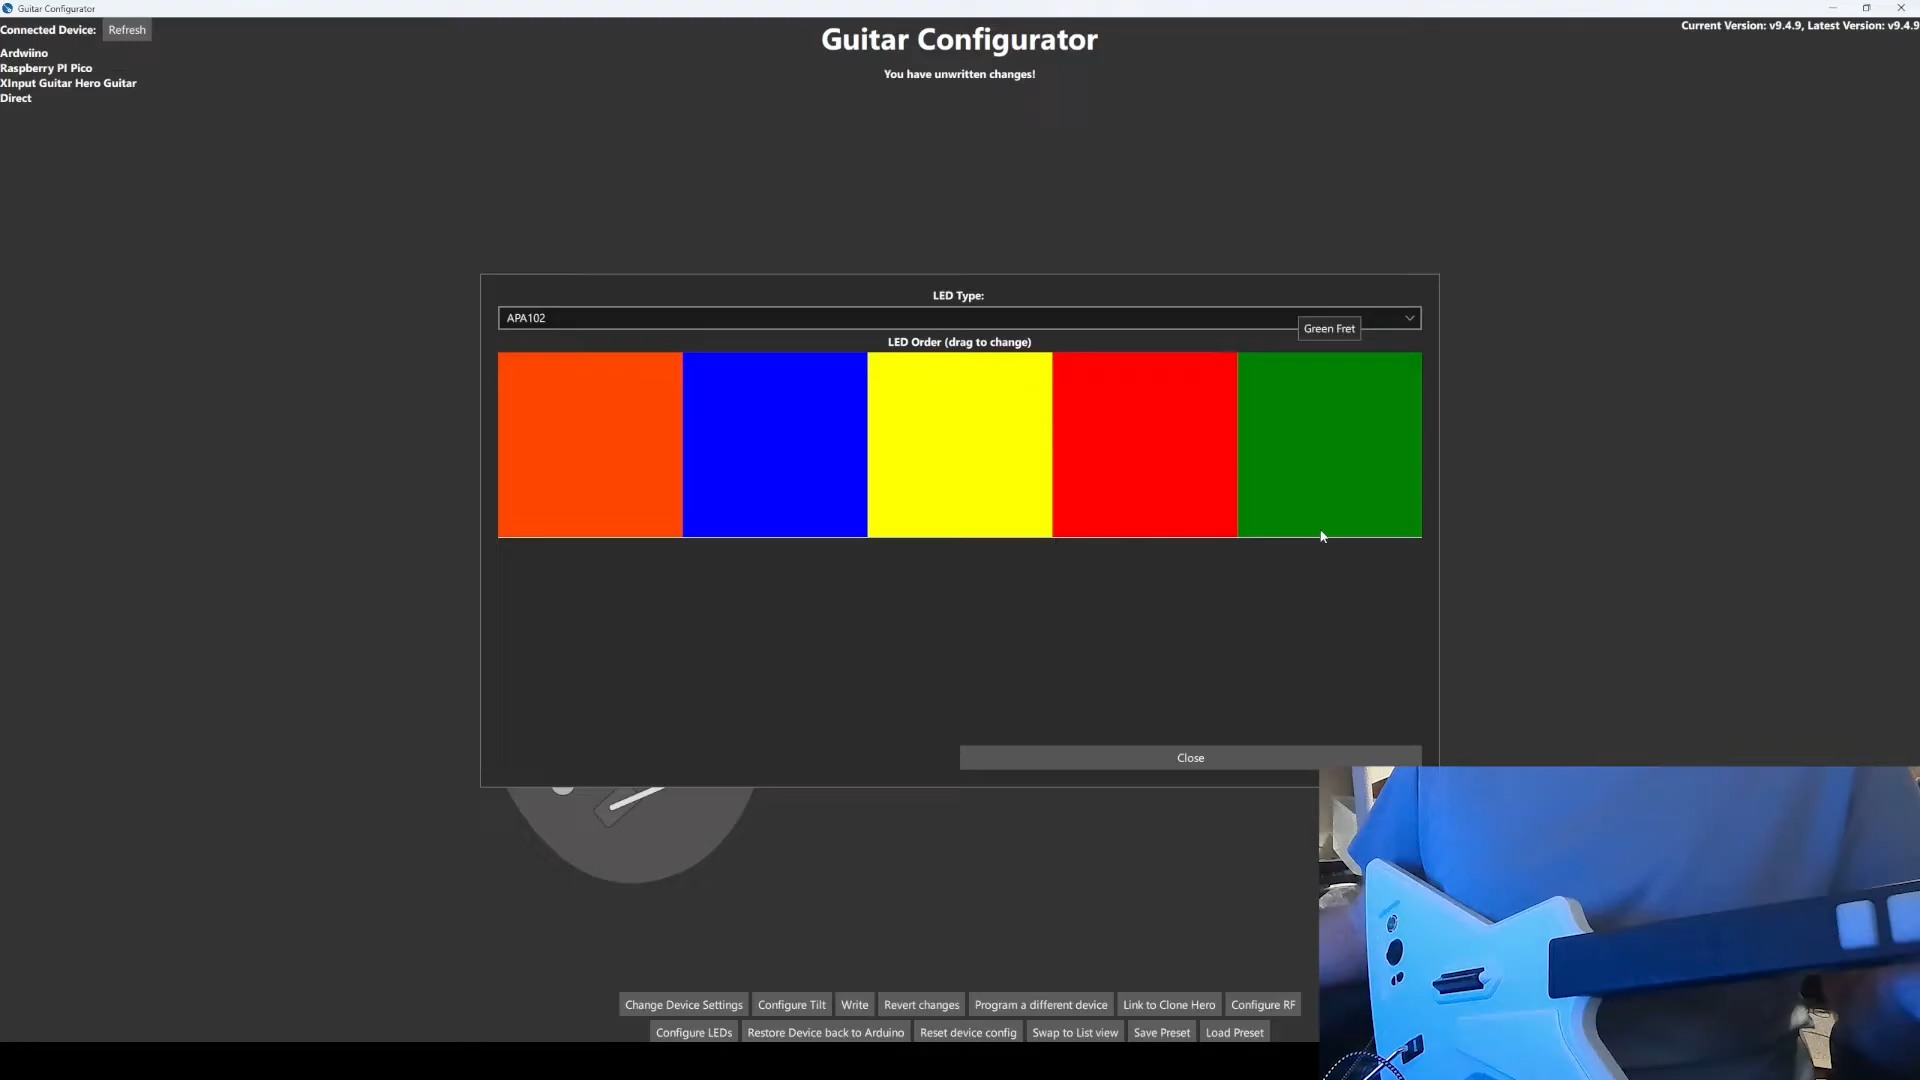 Guitar Configurator
Connected Device: Refresh
Ardwiino
Raspberry PI Pico
XInput Guitar Hero Guitar
Direct
Guitar Configurator
You have unwritten changes!
Current Version: v9.4.9, Latest Version: v9.4.9
LED Type:
APA102
Green Fret
LED Order (drag to change)
Close
Change Device Settings Configure Tilt Write Revert changes Program a different device Link to Clone Hero Configure RF
Configure LEDs Restore Device back to Arduino Reset device config Swap to List view Save Preset Load Preset